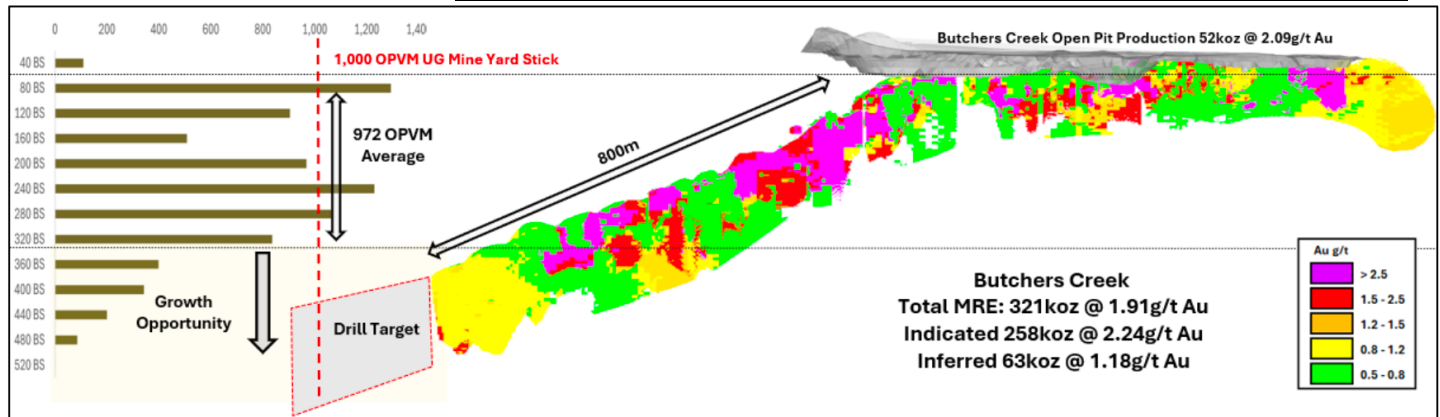 0 200 400 600 800 1,000 1,200 1,40
40 BS
80 BS
120 BS
160 BS
200 BS
240 BS
280 BS
320 BS
360 BS
400 BS
440 BS
480 BS
520 BS
1,000 OPVM UG Mine Yard Stick
972 OPVM
Average
Growth
Opportunity
Drill Target
800m
Butchers Creek Open Pit Production 52koz @ 2.09g/t Au
Butchers Creek
Total MRE: 321koz @ 1.91g/t Au
Indicated 258koz @ 2.24g/t Au
Inferred 63koz @ 1.18g/t Au
Au g/t
> 2.5
1.5 - 2.5
1.2 - 1.5
0.8 - 1.2
0.5 - 0.8